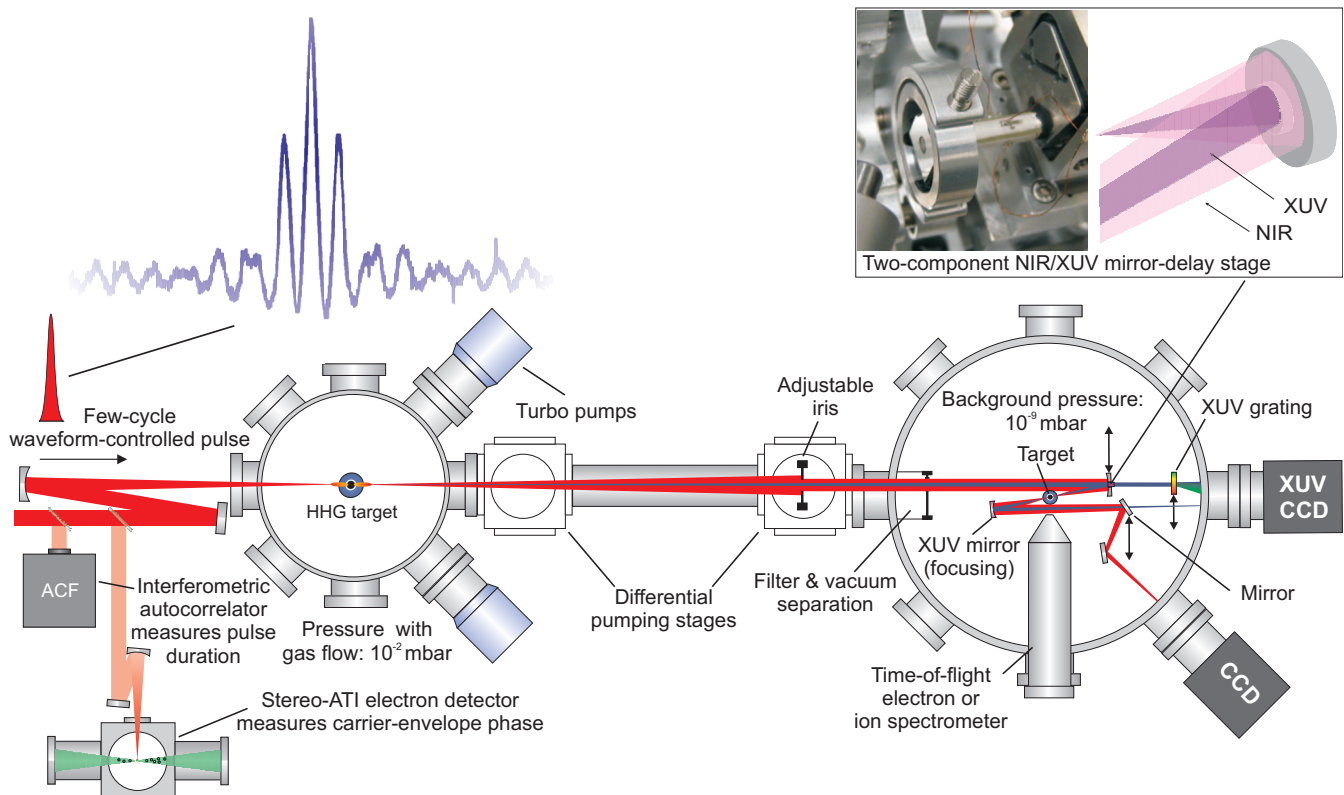 XUV
NIR
Two-component NIR/XUV mirror-delay stage
Few-cycle
waveform-controlled pulse
Turbo pumps
Adjustable
iris
Background pressure:
10⁻⁹ mbar
XUV grating
Target
HHG target
XUV
CCD
XUV mirror
(focusing)
ACF
Interferometric
autocorrelator
measures pulse
duration
Pressure with
gas flow: 10⁻² mbar
Differential
pumping stages
Filter & vacuum
separation
Mirror
Time-of-flight
electron or
ion spectrometer
CCD
Stereo-ATI electron detector
measures carrier-envelope phase